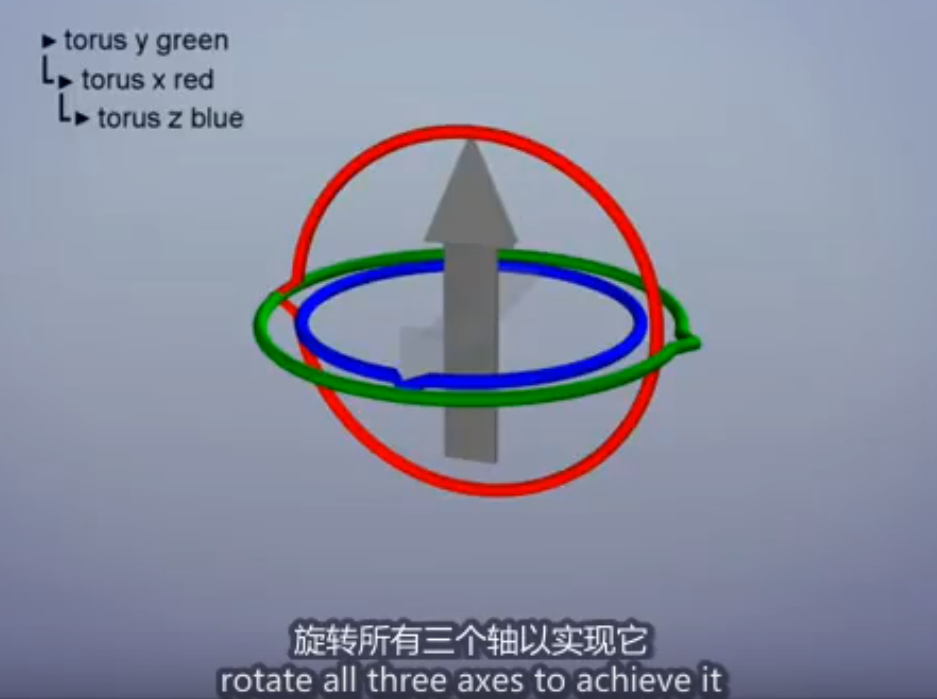 torus y green
torus x red
torus z blue
旋转所有三个轴以实现它
rotate all three axes to achieve it